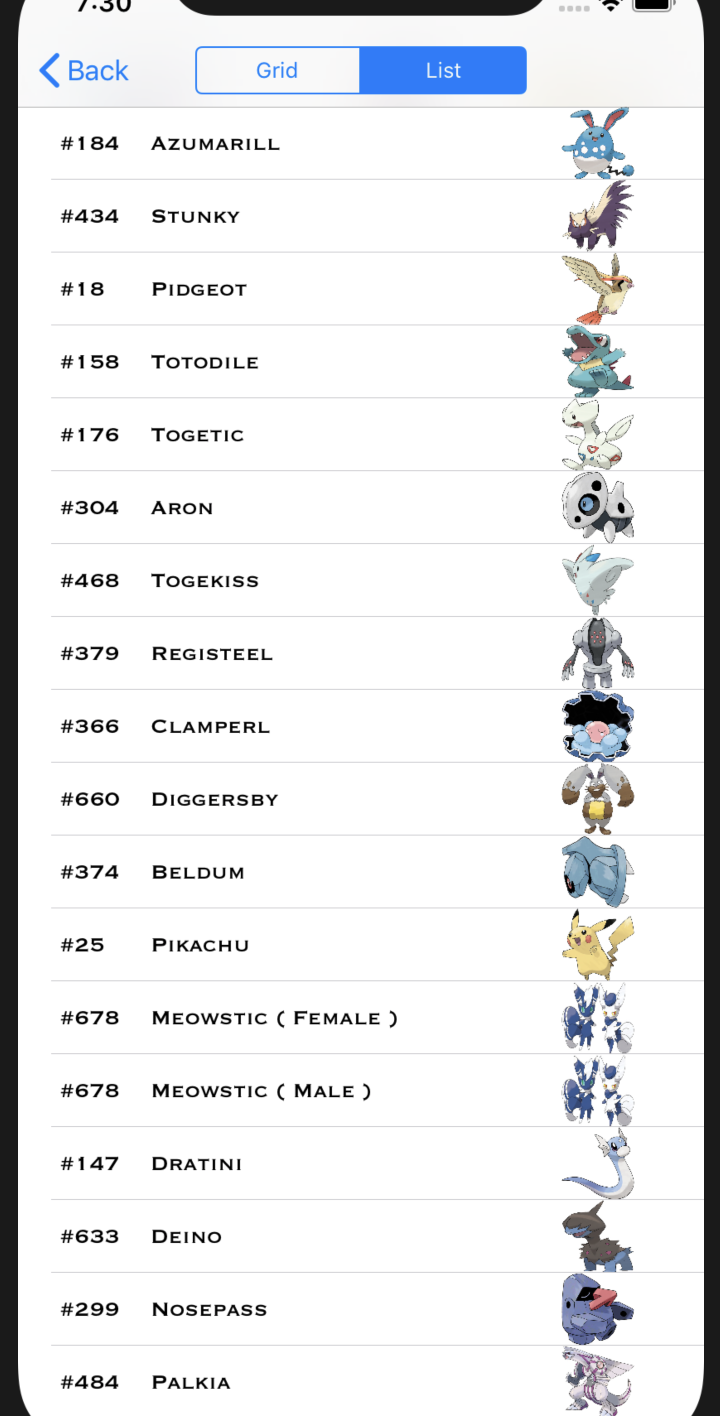 7:30
Back Grid List
#184 Azumarill
#434 Stunky
#18 Pidgeot
#158 Totodile
#176 Togetic
#304 Aron
#468 Togekiss
#379 Registeel
#366 Clamperl
#660 Diggersby
#374 Beldum
#25 Pikachu
#678 Meowstic ( Female )
#678 Meowstic ( Male )
#147 Dratini
#633 Deino
#299 Nosepass
#484 Palkia